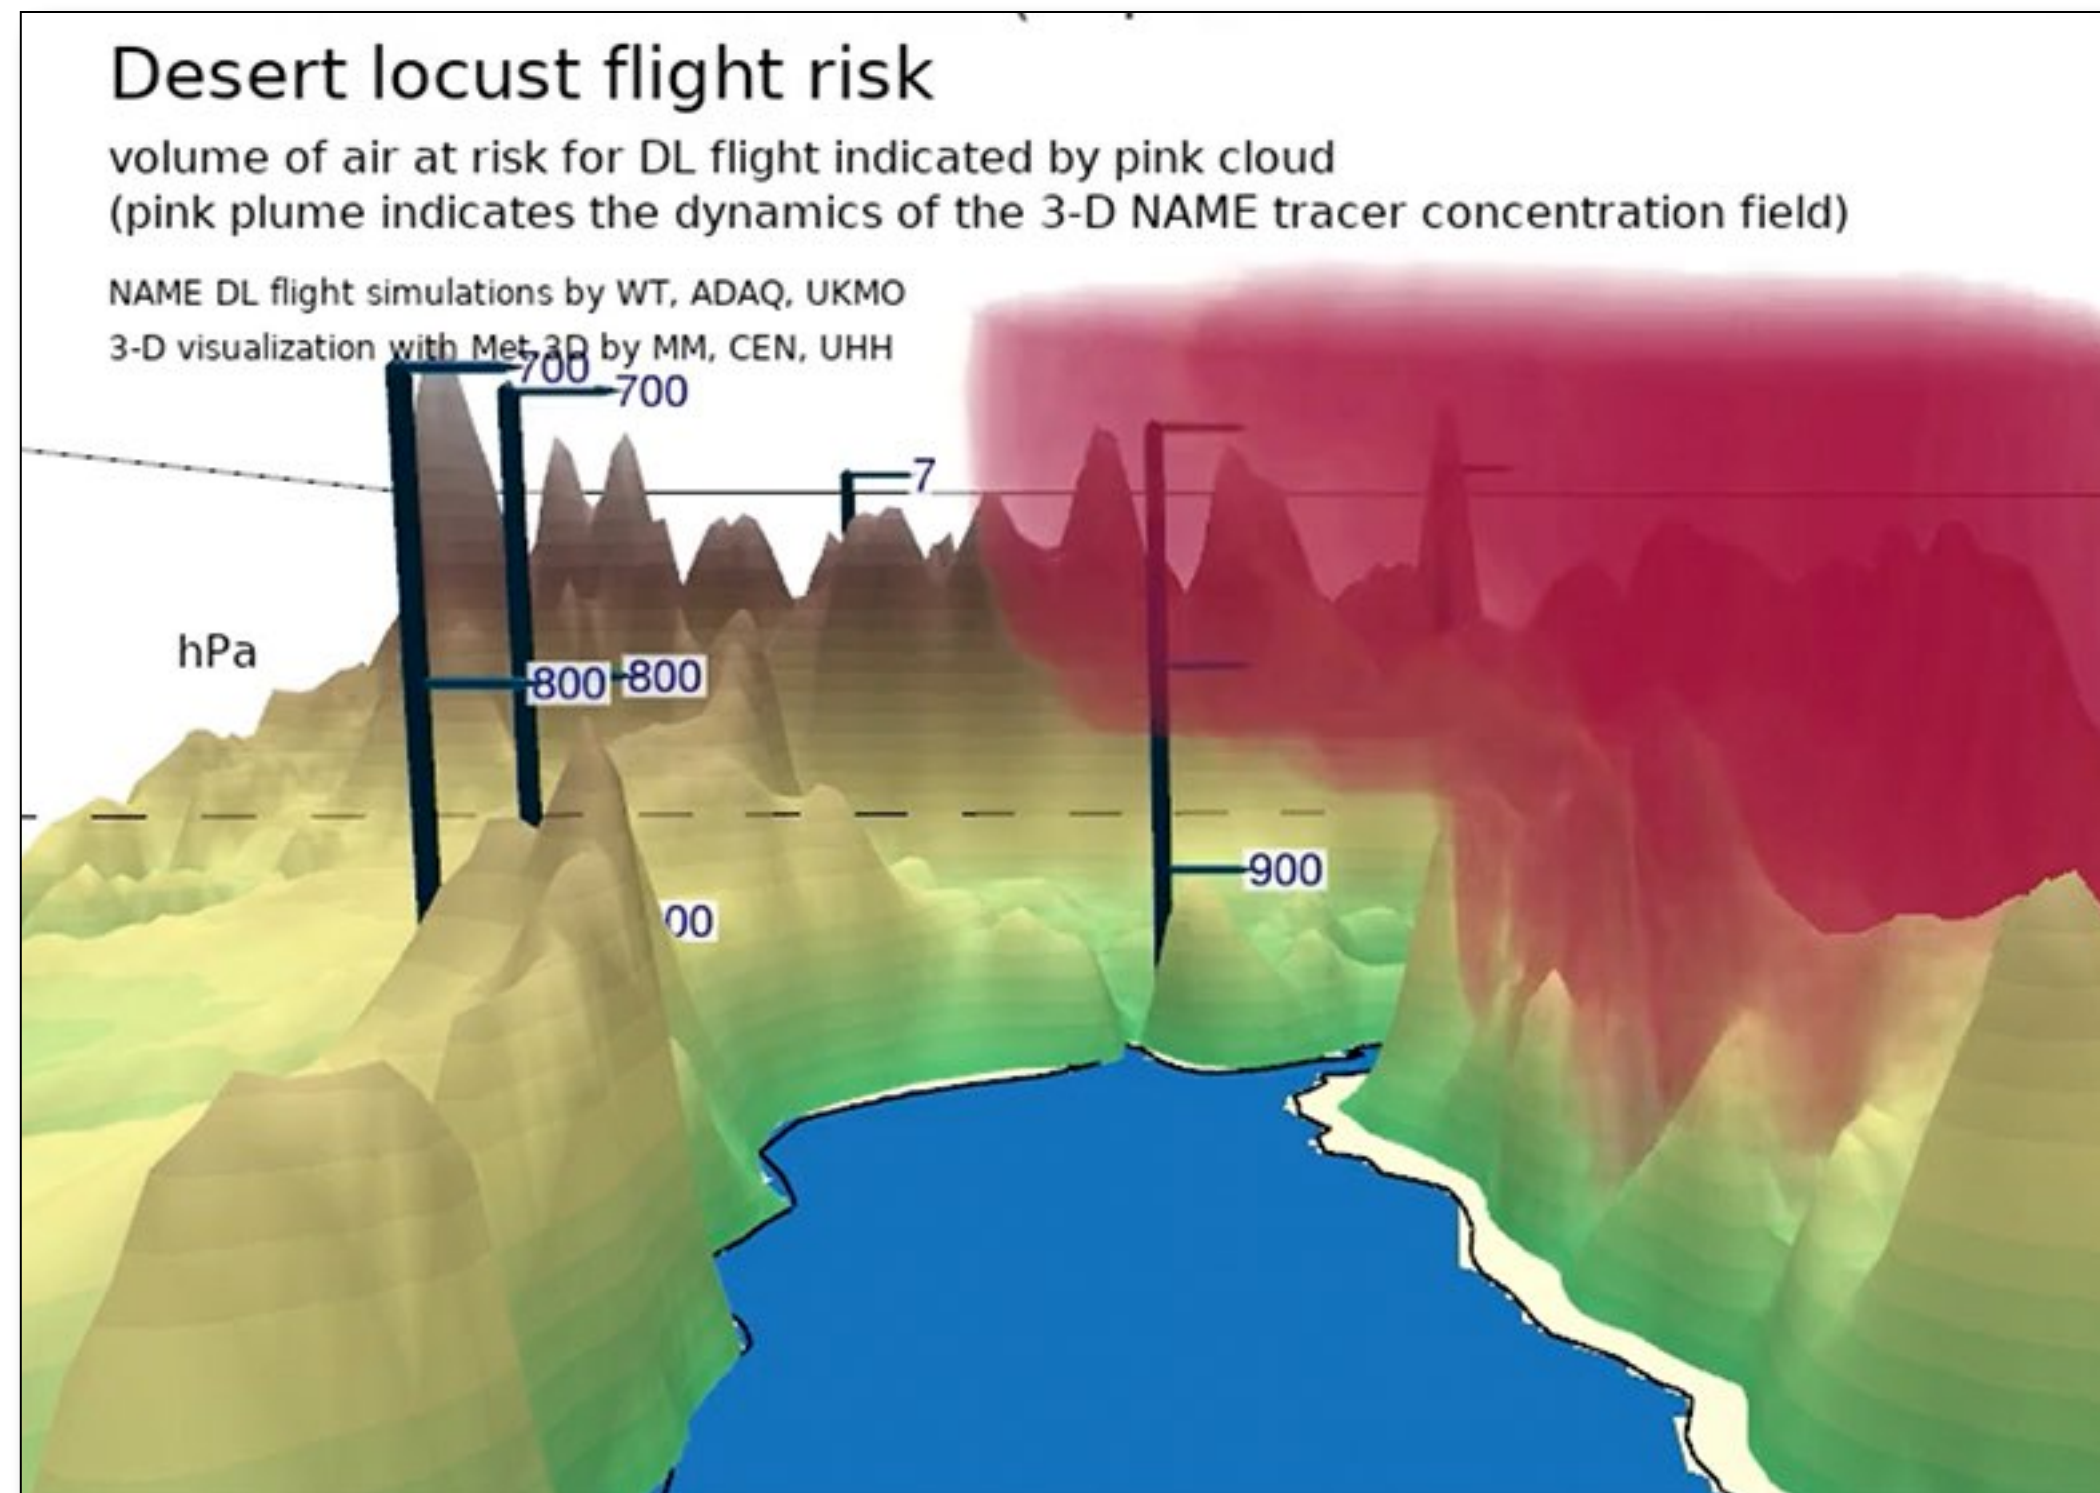 Desert locust flight risk
volume of air at risk for DL flight indicated by pink cloud
(pink plume indicates the dynamics of the 3-D NAME tracer concentration field)
NAME DL flight simulations by WT, ADAQ, UKMO
3-D visualization with Met-3D by MM, CEN, UHH
700
700
7
hPa
800
800
900
00